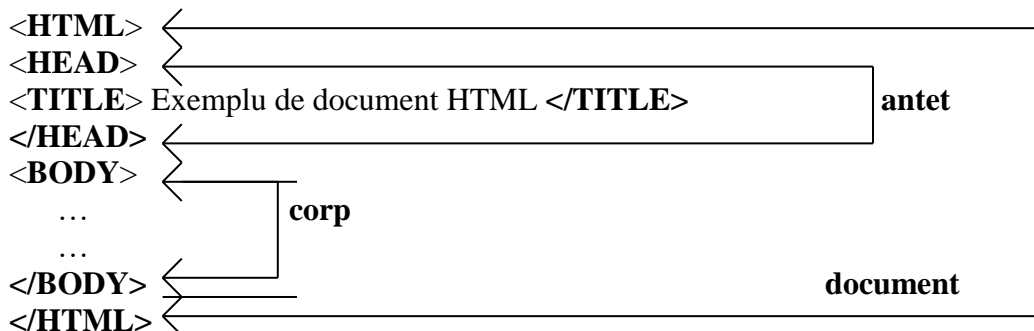 <HTML>
<HEAD>
<TITLE> Exemplu de document HTML </TITLE> antet
</HEAD>
<BODY>
… corp
…
</BODY> document
</HTML>